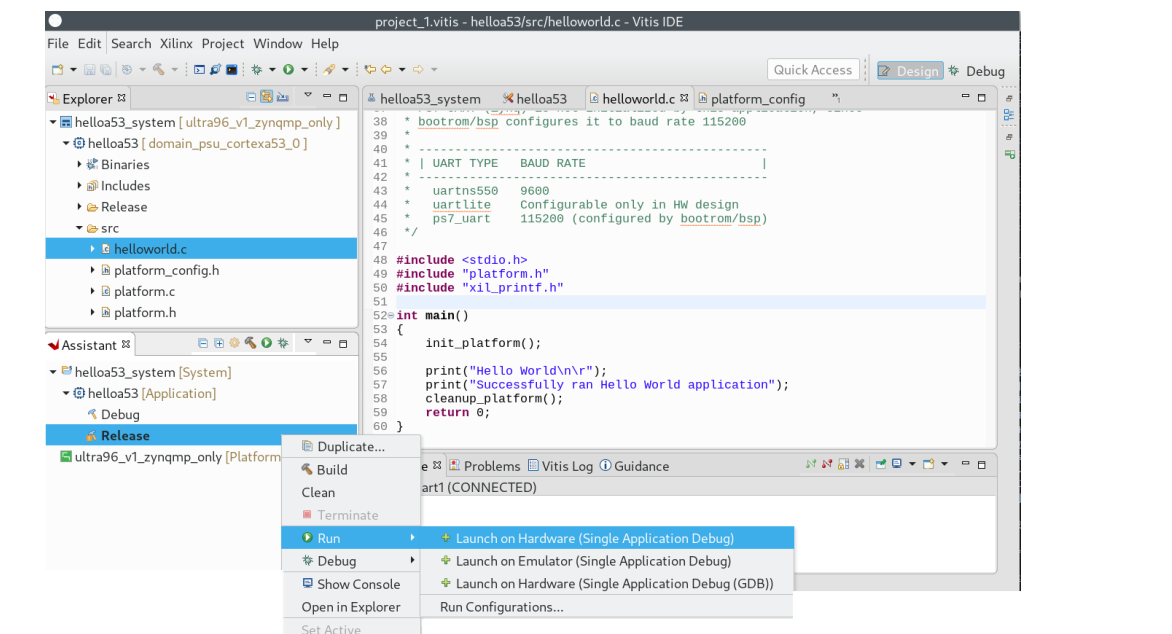 project_1.vitis - helloa53/src/helloworld.c - Vitis IDE
File Edit Search Xilinx Project Window Help
Quick Access
Design
Debug
Explorer
helloa53_system
helloa53
helloworld.c
platform_config
helloa53_system [ ultra96_v1_zynqmp_only ]
helloa53 [ domain_psu_cortexa53_0 ]
Binaries
Includes
Release
src
helloworld.c
platform_config.h
platform.c
platform.h
38 * bootrom/bsp configures it to baud rate 115200
39 *
40 * ------------------------------------------------
41 * | UART TYPE   BAUD RATE                        |
42 * ------------------------------------------------
43 *   uartns550   9600
44 *   uartlite    Configurable only in HW design
45 *   ps7_uart    115200 (configured by bootrom/bsp)
46 */
47
48 #include <stdio.h>
49 #include "platform.h"
50 #include "xil_printf.h"
51
52 int main()
53 {
54     init_platform();
55
56     print("Hello World\n\r");
57     print("Successfully ran Hello World application");
58     cleanup_platform();
59     return 0;
60 }
Assistant
helloa53_system [System]
helloa53 [Application]
Debug
Release
ultra96_v1_zynqmp_only [Platform
Problems
Vitis Log
Guidance
art1 (CONNECTED)
Duplicate...
Build
Clean
Terminate
Run
Debug
Show Console
Open in Explorer
Set Active
Launch on Hardware (Single Application Debug)
Launch on Emulator (Single Application Debug)
Launch on Hardware (Single Application Debug (GDB))
Run Configurations...